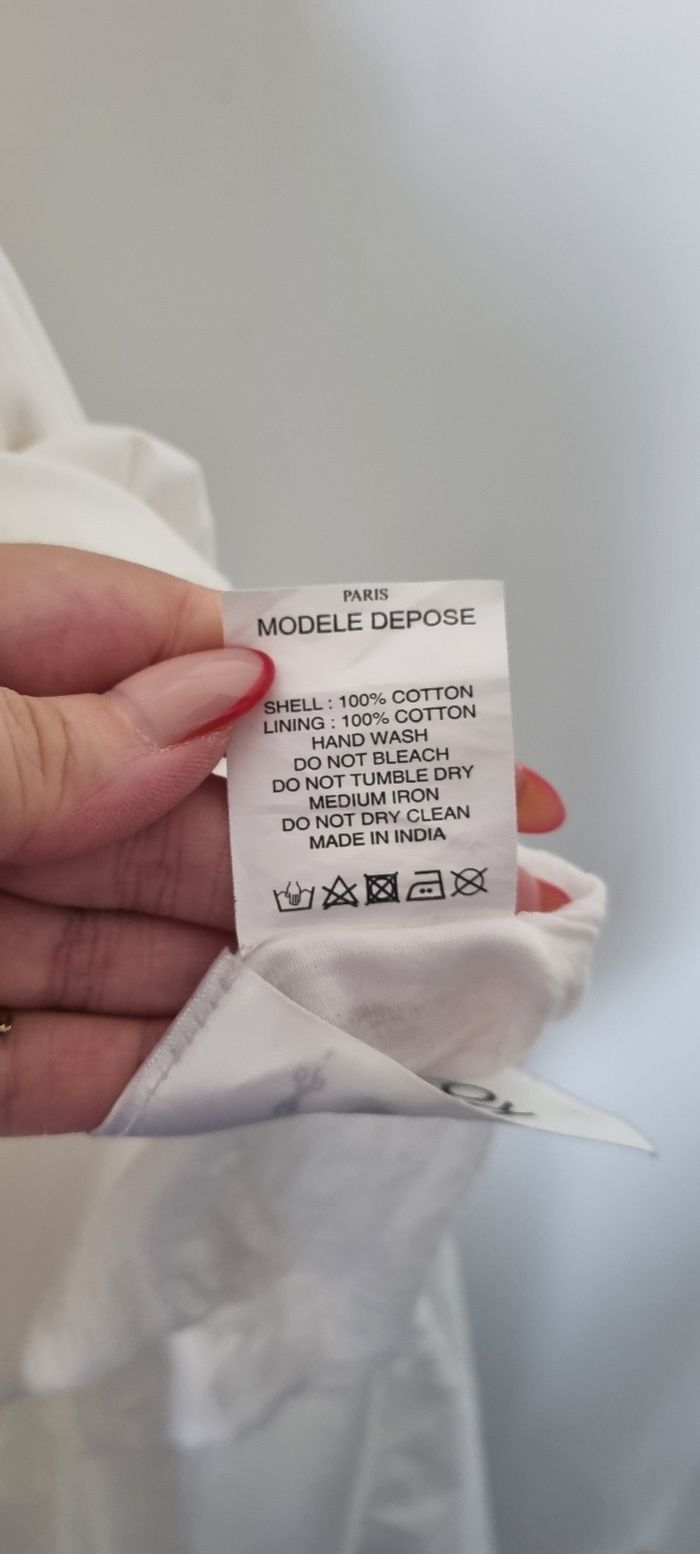 PARIS
MODELE DEPOSE
SHELL : 100% COTTON
LINING : 100% COTTON
HAND WASH
DO NOT BLEACH
DO NOT TUMBLE DRY
MEDIUM IRON
DO NOT DRY CLEAN
MADE IN INDIA